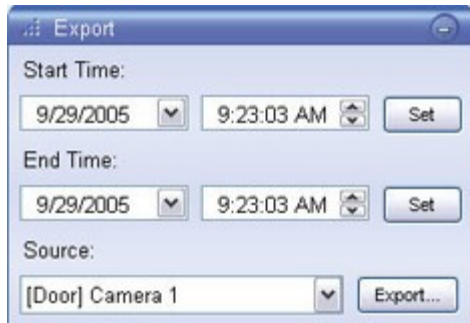 Export
Start Time:
9/29/2005 9:23:03 AM Set
End Time:
9/29/2005 9:23:03 AM Set
Source:
[Door] Camera 1 Export...